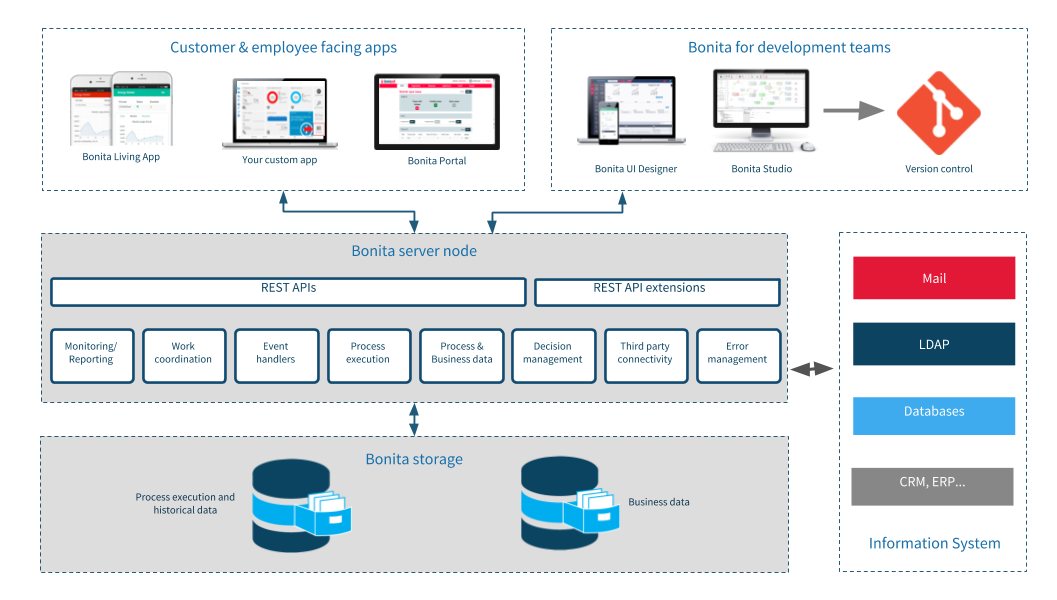 Customer & employee facing apps
Bonita Living App
Your custom app
Bonita Portal
Bonita for development teams
Bonita UI Designer
Bonita Studio
Version control
Bonita server node
REST APIs
REST API extensions
Monitoring/
Reporting
Work
coordination
Event
handlers
Process
execution
Process &
Business data
Decision
management
Third party
connectivity
Error
management
Bonita storage
Process execution and
historical data
Business data
Mail
LDAP
Databases
CRM, ERP...
Information System